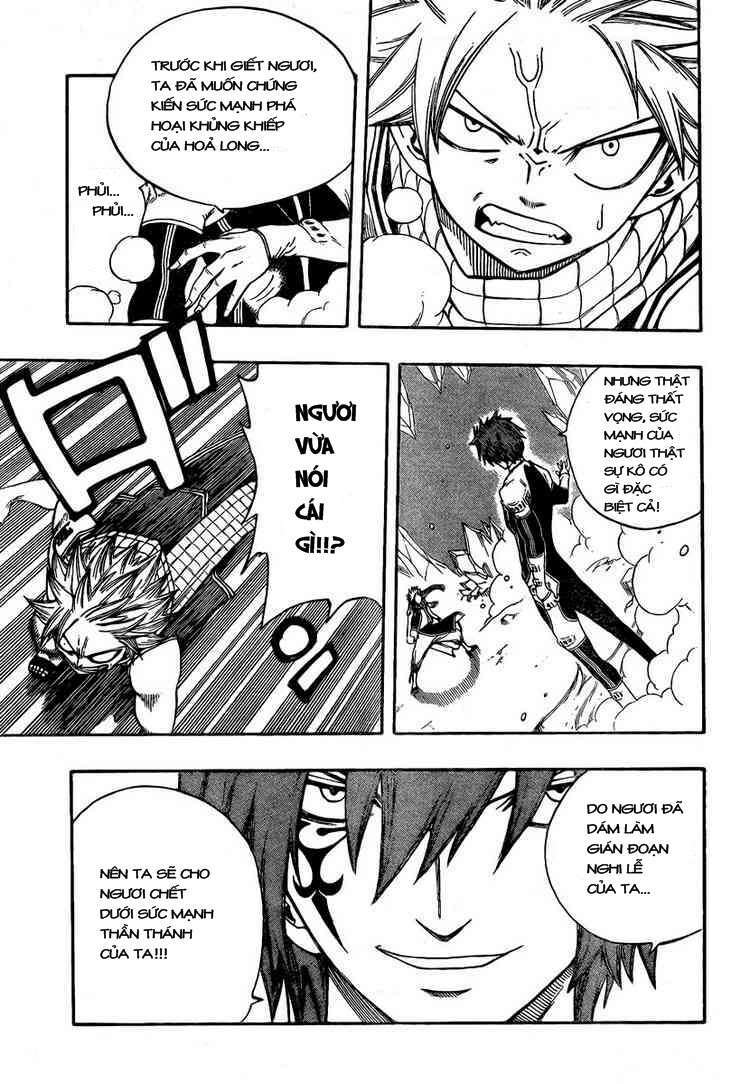 TRƯỚC KHI GIẾT NGƯƠI,
TA ĐÃ MUỐN CHỨNG
KIẾN SỨC MẠNH PHÁ
HOẠI KHỦNG KHIẾP
CỦA HOẢ LONG...
PHỦI...
PHỦI...
NHƯNG THẬT
ĐÁNG THẤT
VỌNG, SỨC
MẠNH CỦA
NGƯƠI THẬT
SỰ KÔ CÓ
GÌ ĐẶC
BIỆT CẢ!
NGƯƠI
VỪA
NÓI
CÁI
GÌ!!?
ダッ
DO NGƯƠI ĐÃ
DÁM LÀM
GIÁN ĐOẠN
NGHI LỄ
CỦA TA...
NÊN TA SẼ CHO
NGƯƠI CHẾT
DƯỚI SỨC MẠNH
THẦN THÁNH
CỦA TA!!!